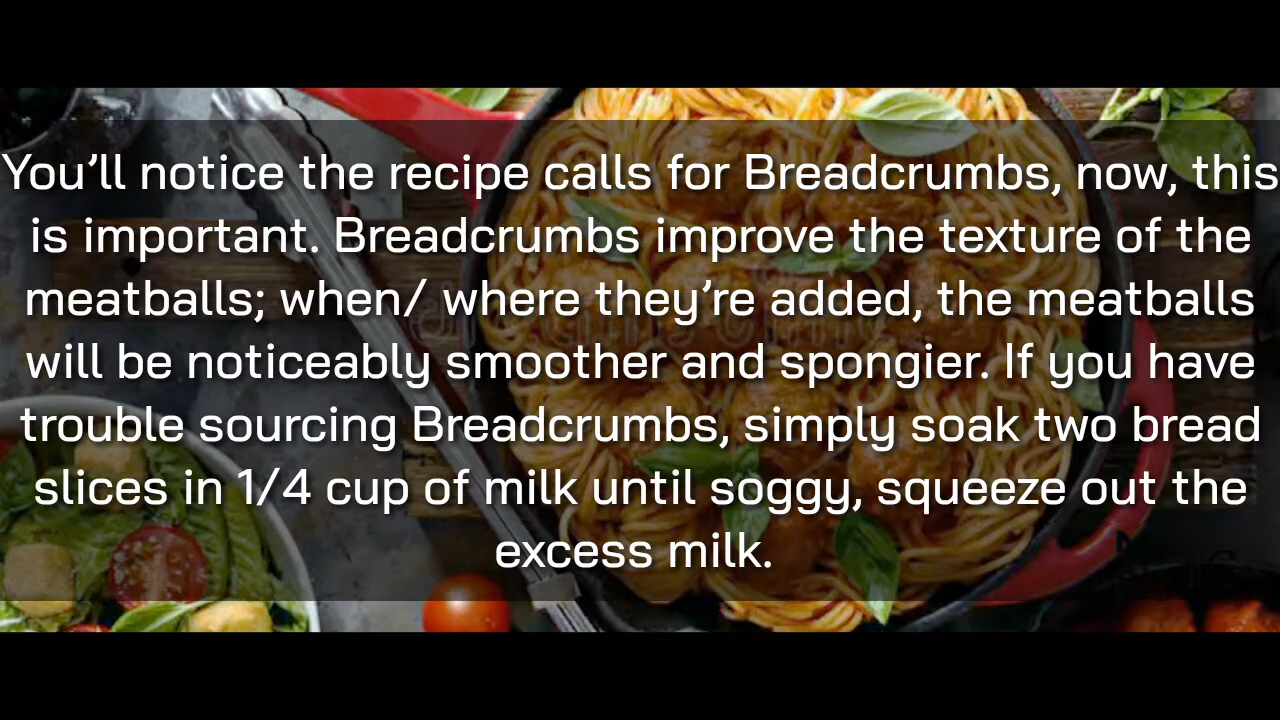 You’ll notice the recipe calls for Breadcrumbs, now, this
is important. Breadcrumbs improve the texture of the
meatballs; when/ where they’re added, the meatballs
will be noticeably smoother and spongier. If you have
trouble sourcing Breadcrumbs, simply soak two bread
slices in 1/4 cup of milk until soggy, squeeze out the
excess milk.